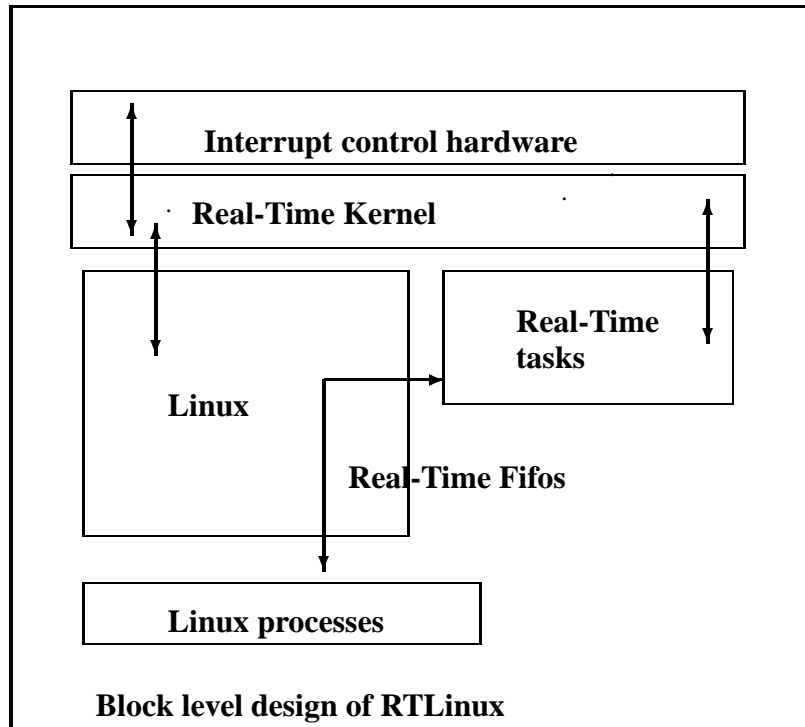 Interrupt control hardware
Real-Time Kernel
Real-Time
tasks
Linux
Real-Time Fifos
Linux processes
Block level design of RTLinux